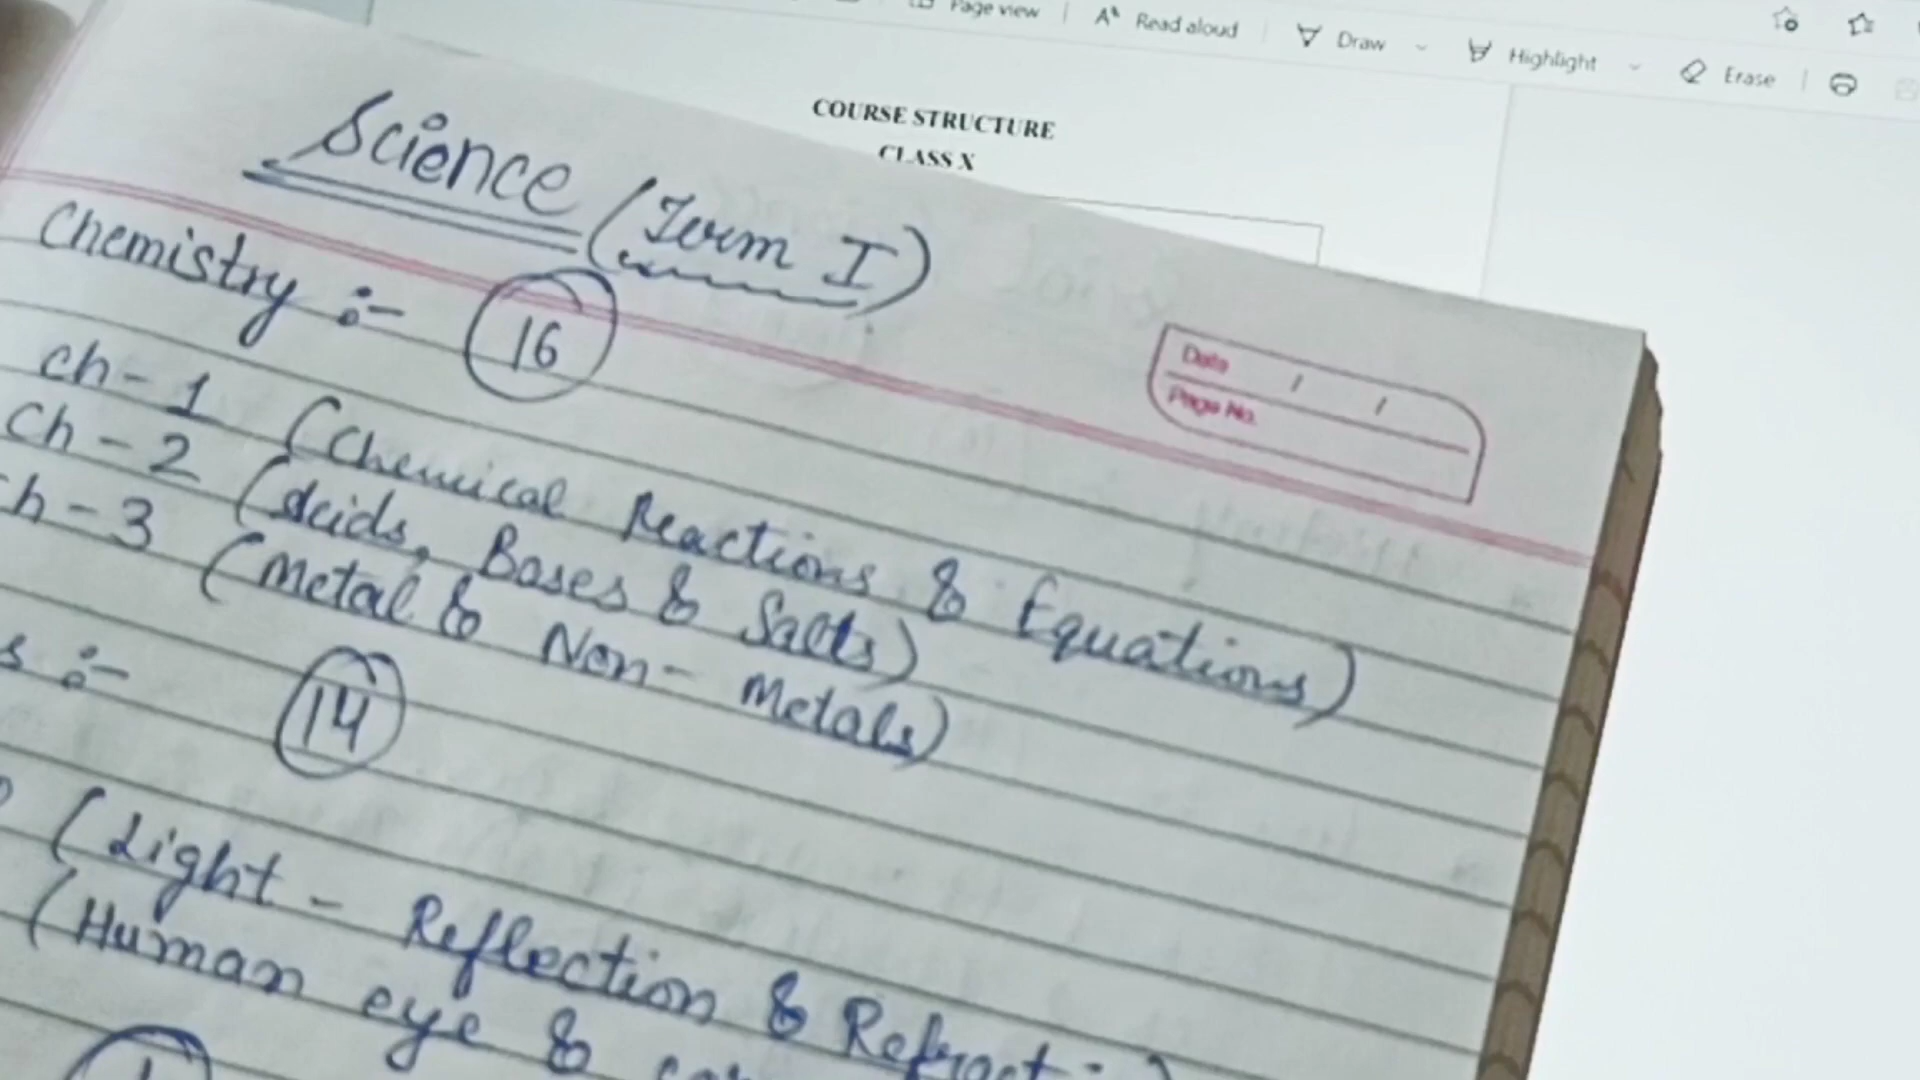 Page view | Read aloud | Draw Highlight Erase
COURSE STRUCTURE
CLASS X
Science (Term I)
Date / /
Page No.
Chemistry :- 16
Ch-1 (Chemical Reactions & Equations)
Ch-2 (Acids, Bases & Salts)
Ch-3 (Metal & Non-Metals)
s :- 14
(Light - Reflection & Refract
(Human eye &